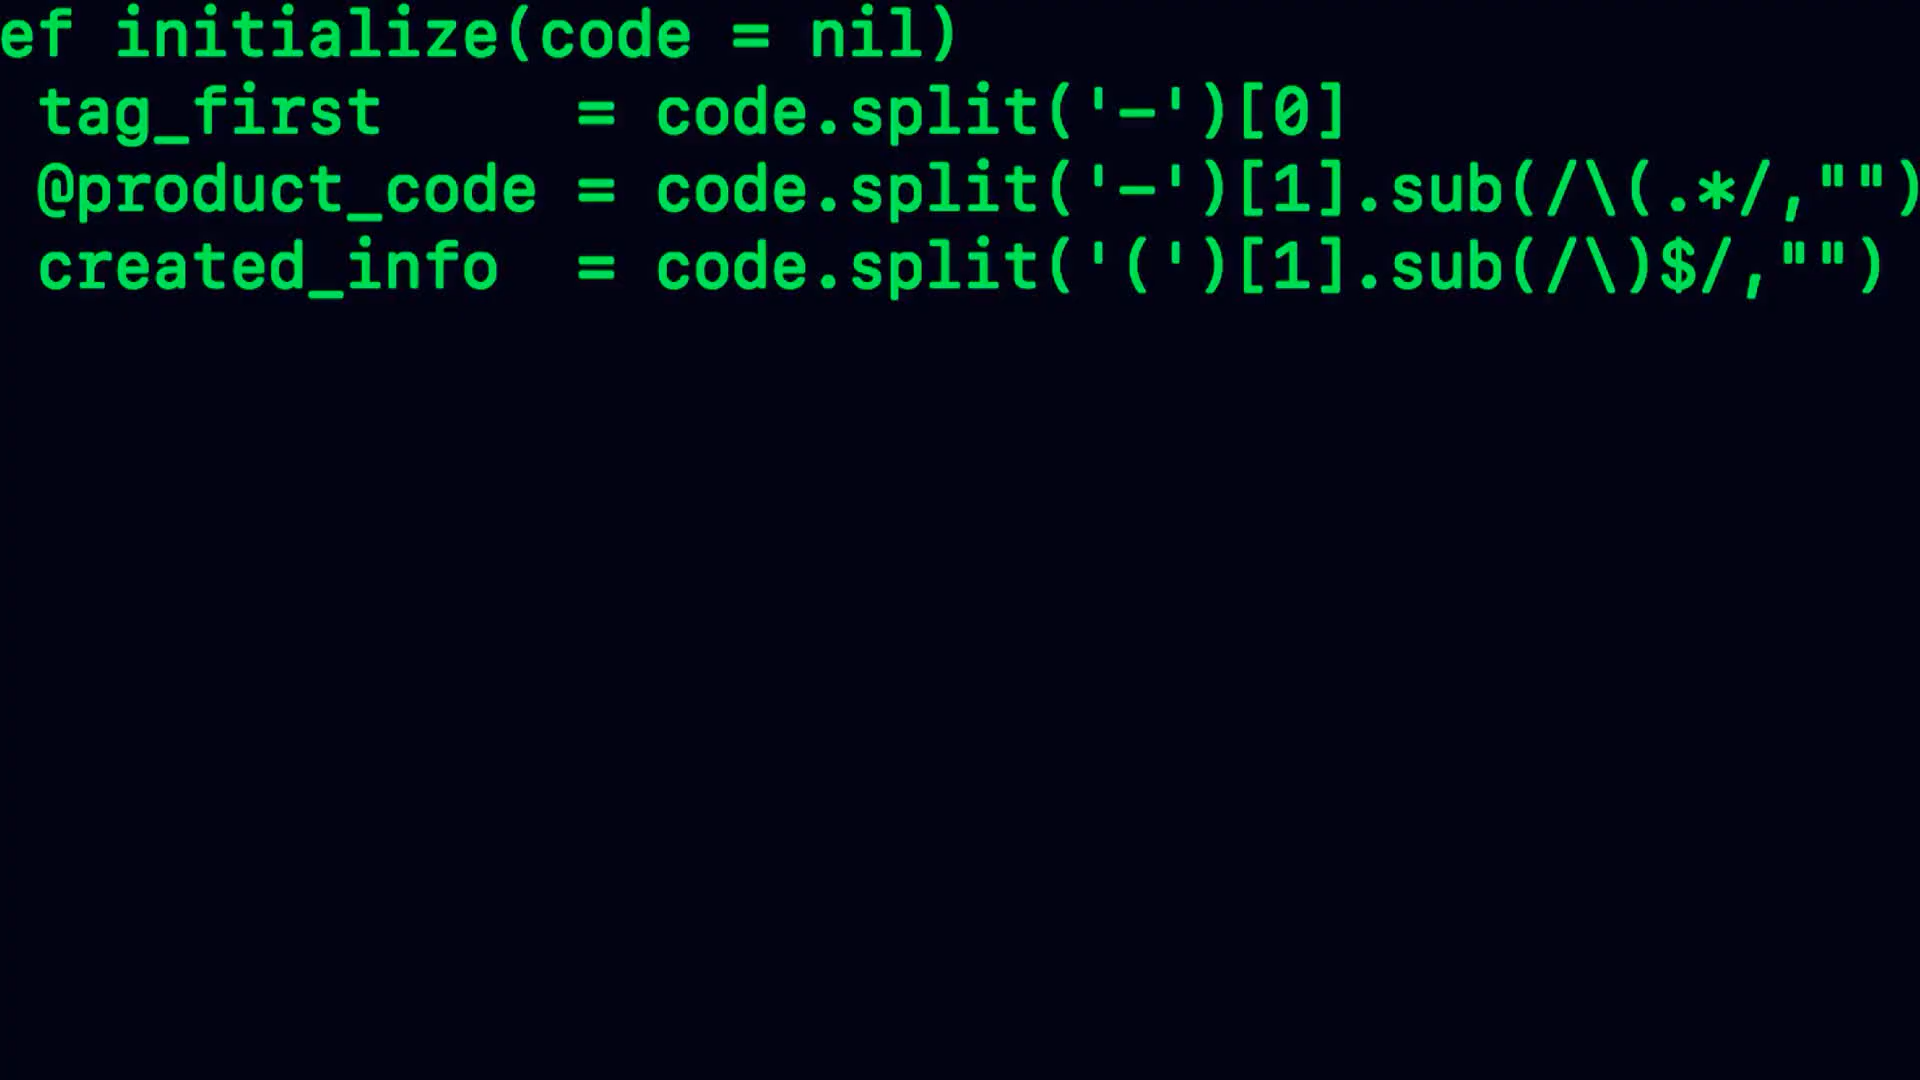 ef initialize(code = nil)
tag_first = code.split('-')[0]
@product_code = code.split('-')[1].sub(/\(.*/,"")
created_info = code.split('(')[1].sub(/\)$/,"")